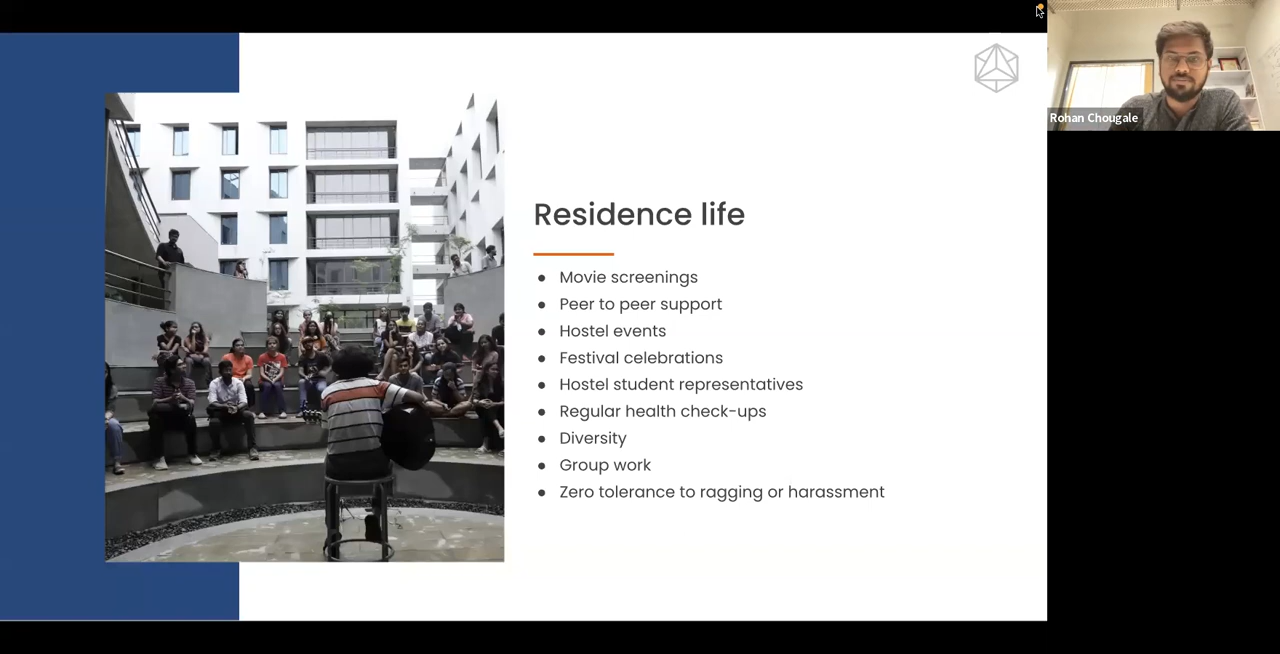 Rohan Chougale
Residence life
● Movie screenings
● Peer to peer support
● Hostel events
● Festival celebrations
● Hostel student representatives
● Regular health check-ups
● Diversity
● Group work
● Zero tolerance to ragging or harassment